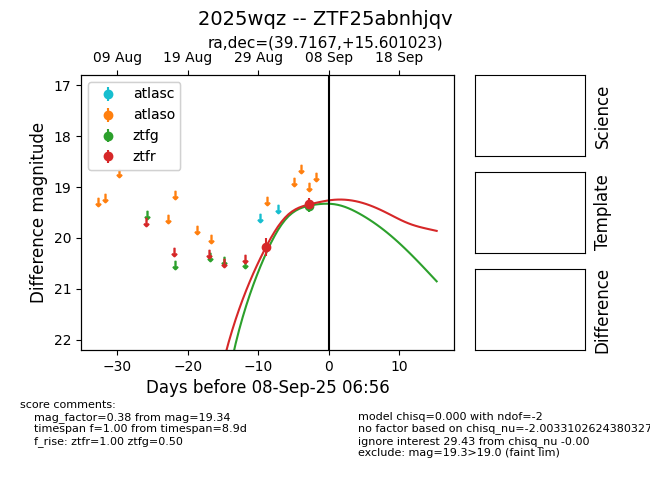 2025wqz -- ZTF25abnhjqv
ra,dec=(39.7167,+15.601023)
09 Aug 19 Aug 29 Aug 08 Sep 18 Sep
atlasc
atlaso
ztfg
ztfr
17
18
19
20
21
22
Difference magnitude
−30 −20 −10 0 10
Days before 08-Sep-25 06:56
Science
Template
Difference
score comments:
mag_factor=0.38 from mag=19.34
timespan f=1.00 from timespan=8.9d
f_rise: ztfr=1.00 ztfg=0.50
model chisq=0.000 with ndof=-2
no factor based on chisq_nu=-2.0033102624380327
ignore interest 29.43 from chisq_nu -0.00
exclude: mag=19.3>19.0 (faint lim)